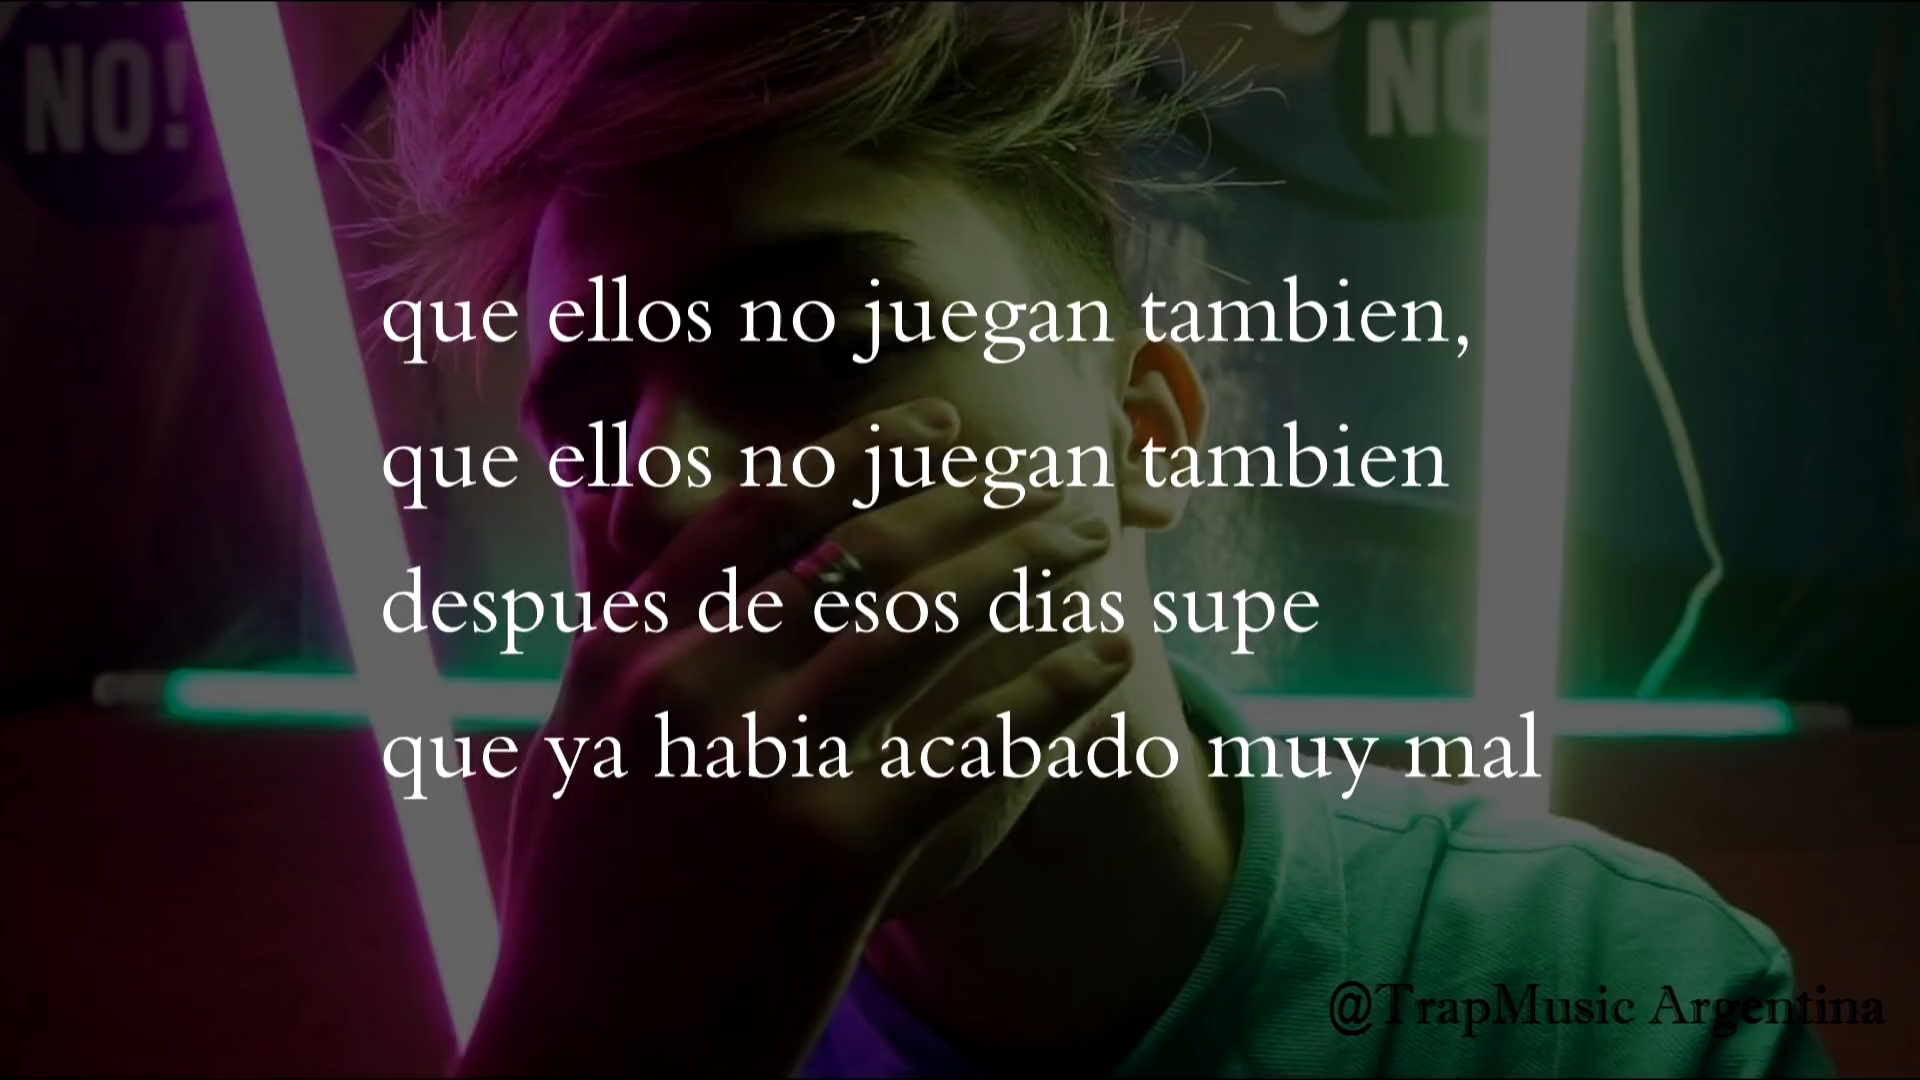 NO!
NO
que ellos no juegan tambien,
que ellos no juegan tambien
despues de esos dias supe
que ya habia acabado muy mal
@TrapMusic Argentina